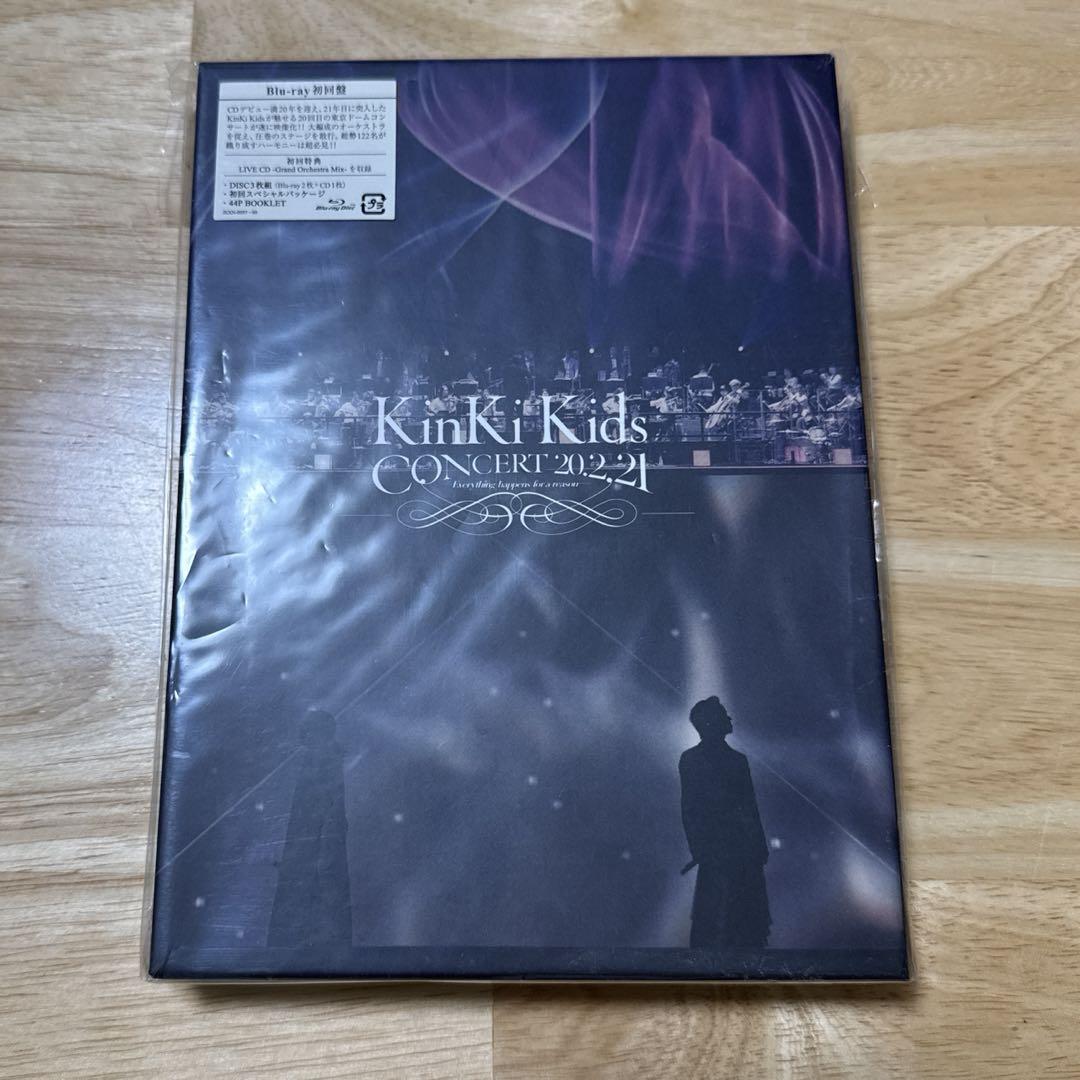 Blu-ray初回盤
CDデビュー満20年を迎え、21年目に突入した
KinKi Kidsが魅せる20回目の東京ドームコン
サートが遂に映像化!! 大編成のオーケストラ
を従え、圧巻のステージを敢行。総勢122名が
織り成すハーモニーは超必見!!
初回特典
LIVE CD -Grand Orchestra Mix- を収録
・DISC3枚組 (Blu-ray2枚+CD1枚)
・初回スペシャルパッケージ
・44P BOOKLET
Blu-ray Disc
プラ
KinKi Kids
CONCERT 20.2.21
Everything happens for a reason